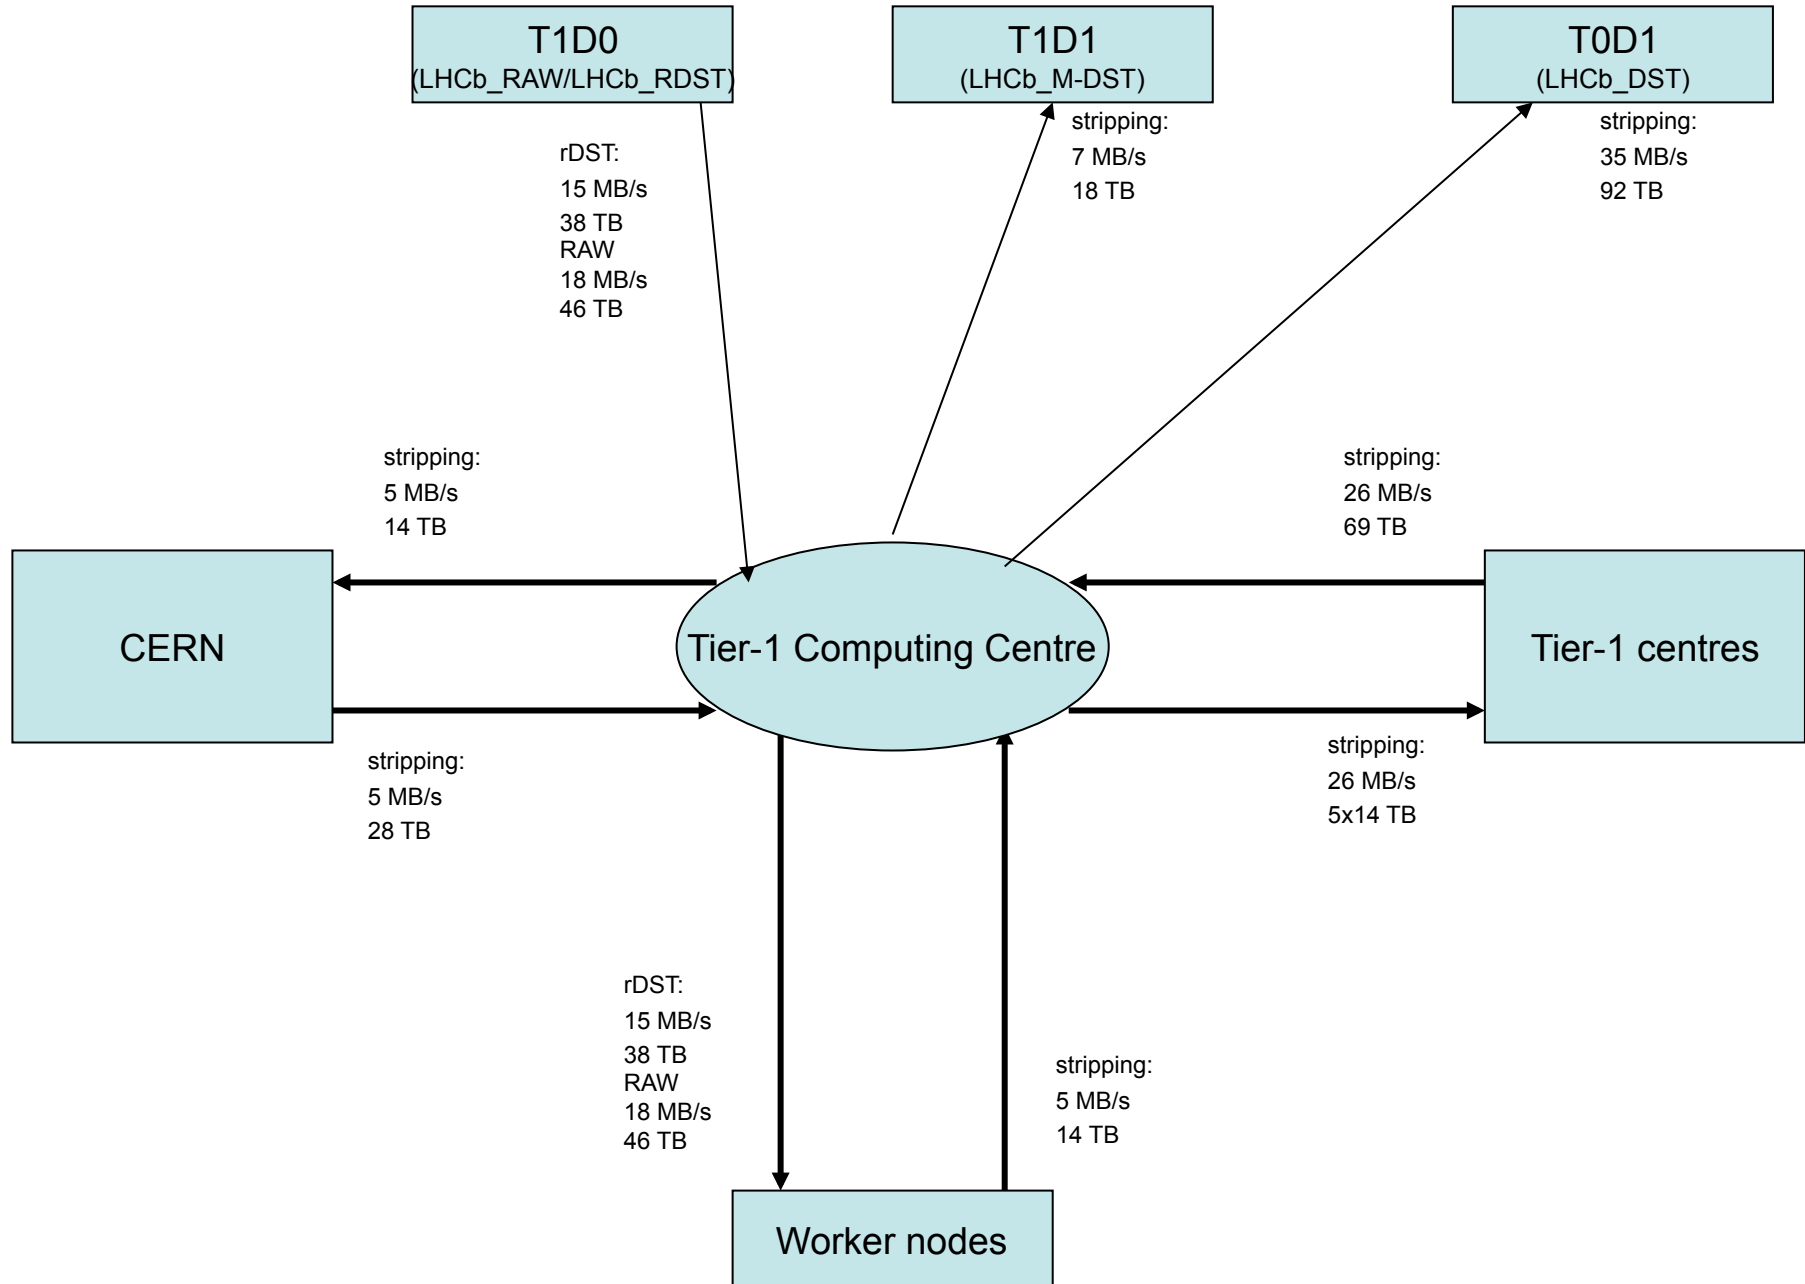 T1D0
(LHCb_RAW/LHCb_RDST)
T1D1
(LHCb_M-DST)
T0D1
(LHCb_DST)
rDST:
15 MB/s
38 TB
RAW
18 MB/s
46 TB
stripping:
7 MB/s
18 TB
stripping:
35 MB/s
92 TB
stripping:
5 MB/s
14 TB
stripping:
26 MB/s
69 TB
CERN
Tier-1 Computing Centre
Tier-1 centres
stripping:
5 MB/s
28 TB
stripping:
26 MB/s
5x14 TB
rDST:
15 MB/s
38 TB
RAW
18 MB/s
46 TB
stripping:
5 MB/s
14 TB
Worker nodes